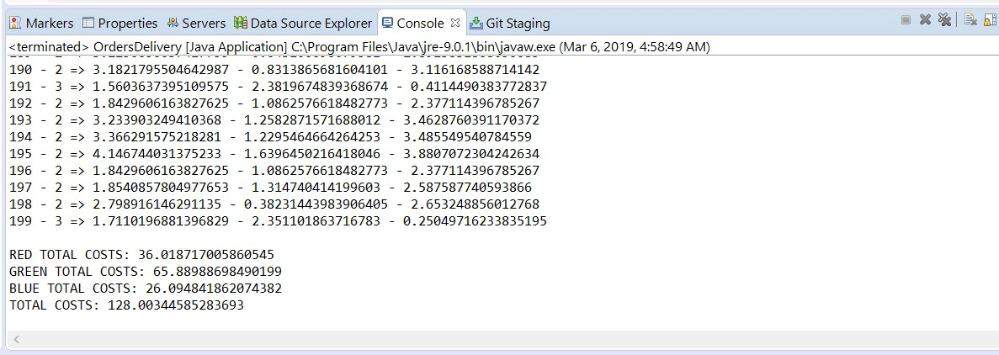 Markers Properties Servers Data Source Explorer Console Git Staging
<terminated> OrdersDelivery [Java Application] C:\Program Files\Java\jre-9.0.1\bin\javaw.exe (Mar 6, 2019, 4:58:49 AM)
190 - 2 => 3.1821795504642987 - 0.8313865681604101 - 3.116168588714142
191 - 3 => 1.5603637395109575 - 2.3819674839368674 - 0.4114490383772837
192 - 2 => 1.8429606163827625 - 1.0862576618482773 - 2.377114396785267
193 - 2 => 3.233903249410368 - 1.2582871571688012 - 3.4628760391170372
194 - 2 => 3.366291575218281 - 1.2295464664264253 - 3.485549540784559
195 - 2 => 4.146744031375233 - 1.6396450216418046 - 3.8807072304242634
196 - 2 => 1.8429606163827625 - 1.0862576618482773 - 2.377114396785267
197 - 2 => 1.8540857804977653 - 1.314740414199603 - 2.587587740593866
198 - 2 => 2.798916146291135 - 0.38231443983906405 - 2.653248856012768
199 - 3 => 1.7110196881396829 - 2.351101863716783 - 0.25049716233835195
RED TOTAL COSTS: 36.018717005860545
GREEN TOTAL COSTS: 65.88988698490199
BLUE TOTAL COSTS: 26.094841862074382
TOTAL COSTS: 128.00344585283693